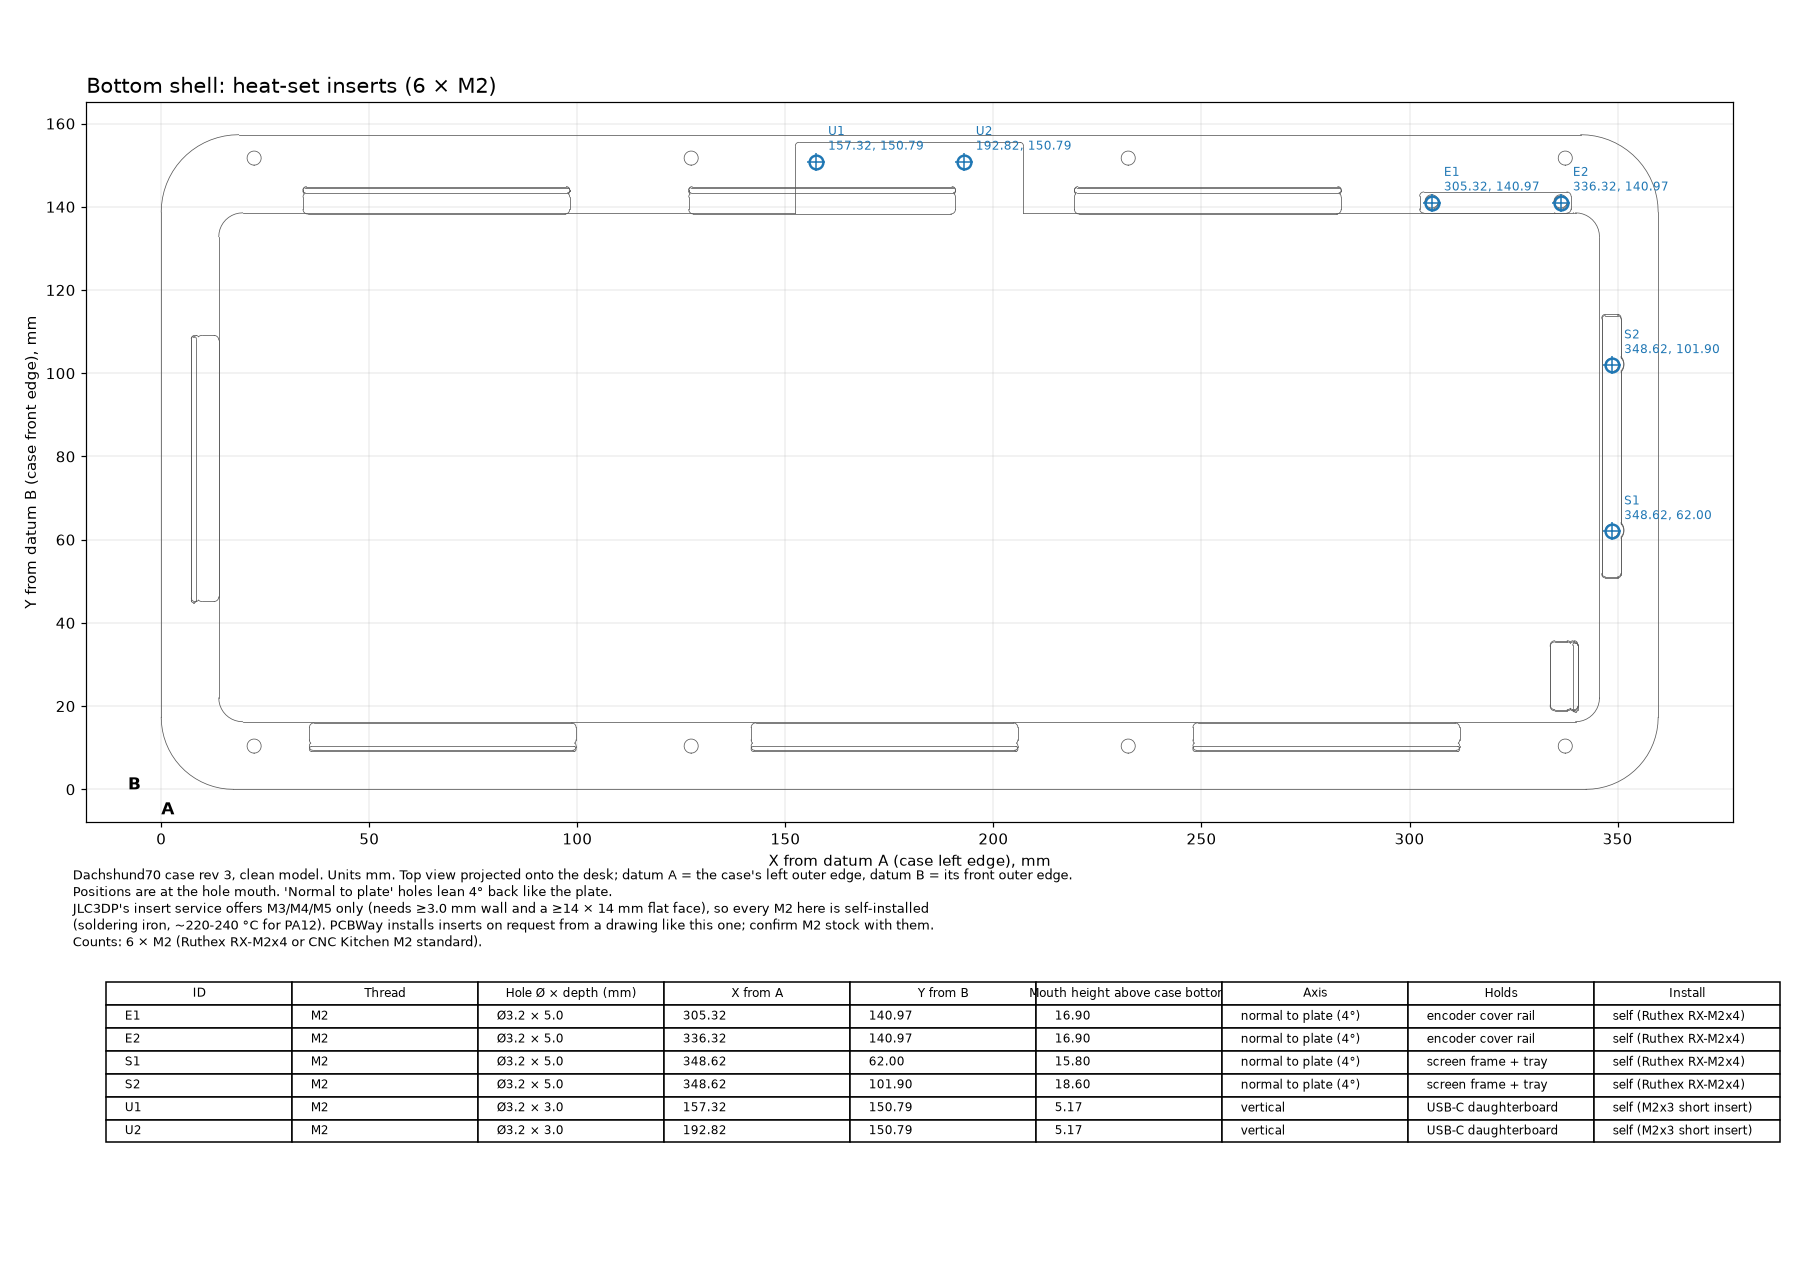 Bottom shell: heat-set inserts (6 × M2)
160
140
120
100
80
60
40
20
0
Y from datum B (case front edge), mm
U1
157.32, 150.79
U2
192.82, 150.79
E1
305.32, 140.97
E2
336.32, 140.97
S2
348.62, 101.90
S1
348.62, 62.00
B
A
0 50 100 150 200 250 300 350
X from datum A (case left edge), mm
Dachshund70 case rev 3, clean model. Units mm. Top view projected onto the desk; datum A = the case's left outer edge, datum B = its front outer edge.
Positions are at the hole mouth. 'Normal to plate' holes lean 4° back like the plate.
JLC3DP's insert service offers M3/M4/M5 only (needs ≥3.0 mm wall and a ≥14 × 14 mm flat face), so every M2 here is self-installed
(soldering iron, ~220-240 °C for PA12). PCBWay installs inserts on request from a drawing like this one; confirm M2 stock with them.
Counts: 6 × M2 (Ruthex RX-M2x4 or CNC Kitchen M2 standard).
ID Thread Hole Ø × depth (mm) X from A Y from B Mouth height above case bottom Axis Holds Install
E1 M2 Ø3.2 × 5.0 305.32 140.97 16.90 normal to plate (4°) encoder cover rail self (Ruthex RX-M2x4)
E2 M2 Ø3.2 × 5.0 336.32 140.97 16.90 normal to plate (4°) encoder cover rail self (Ruthex RX-M2x4)
S1 M2 Ø3.2 × 5.0 348.62 62.00 15.80 normal to plate (4°) screen frame + tray self (Ruthex RX-M2x4)
S2 M2 Ø3.2 × 5.0 348.62 101.90 18.60 normal to plate (4°) screen frame + tray self (Ruthex RX-M2x4)
U1 M2 Ø3.2 × 3.0 157.32 150.79 5.17 vertical USB-C daughterboard self (M2x3 short insert)
U2 M2 Ø3.2 × 3.0 192.82 150.79 5.17 vertical USB-C daughterboard self (M2x3 short insert)